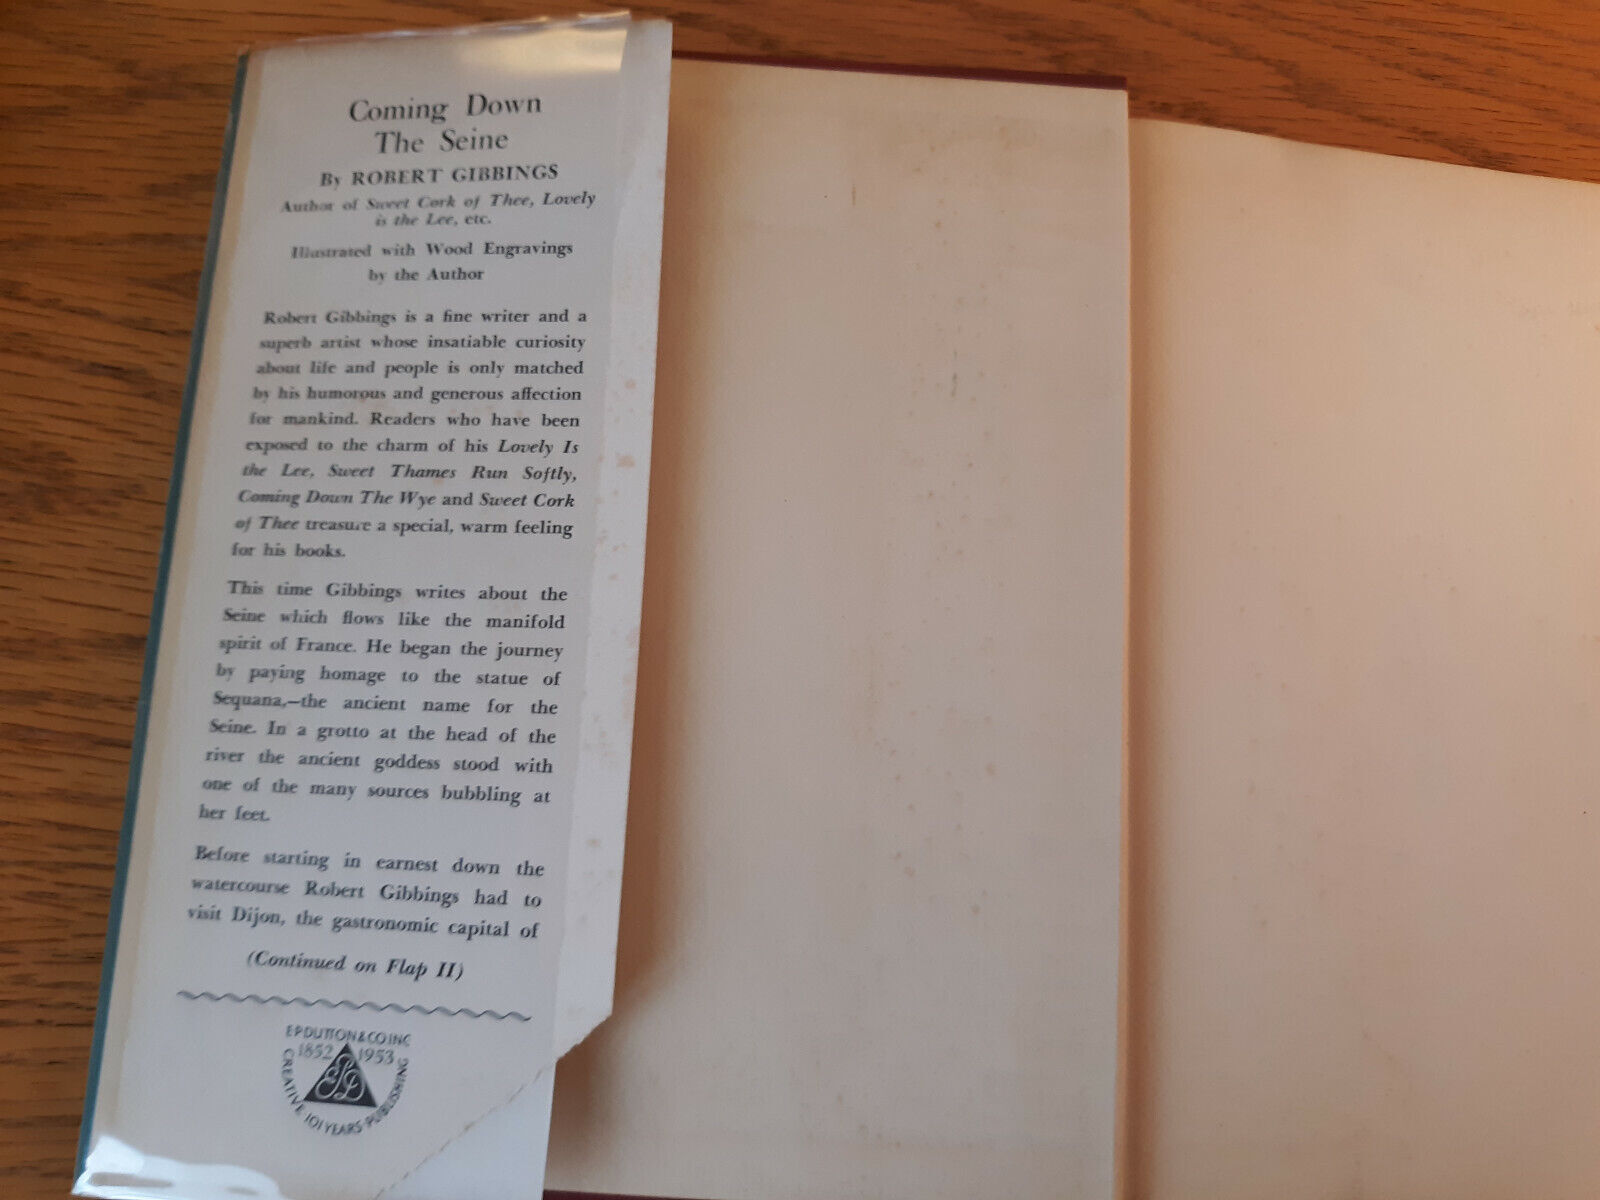 Coming Down
The Seine
By ROBERT GIBBINGS
Author of Sweet Cork of Thee, Lovely
is the Lee, etc.
Illustrated with Wood Engravings
by the Author
Robert Gibbings is a fine writer and a
superb artist whose insatiable curiosity
about life and people is only matched
by his humorous and generous affection
for mankind. Readers who have been
exposed to the charm of his Lovely Is
the Lee, Sweet Thames Run Softly,
Coming Down The Wye and Sweet Cork
of Thee treasure a special, warm feeling
for his books.
This time Gibbings writes about the
Seine which flows like the manifold
spirit of France. He began the journey
by paying homage to the statue of
Sequana,—the ancient name for the
Seine. In a grotto at the head of the
river the ancient goddess stood with
one of the many sources bubbling at
her feet.
Before starting in earnest down the
watercourse Robert Gibbings had to
visit Dijon, the gastronomic capital of
(Continued on Flap II)
E.P.DUTTON & CO.INC
1852 1953
EPD
CREATIVE 101 YEARS PUBLISHING